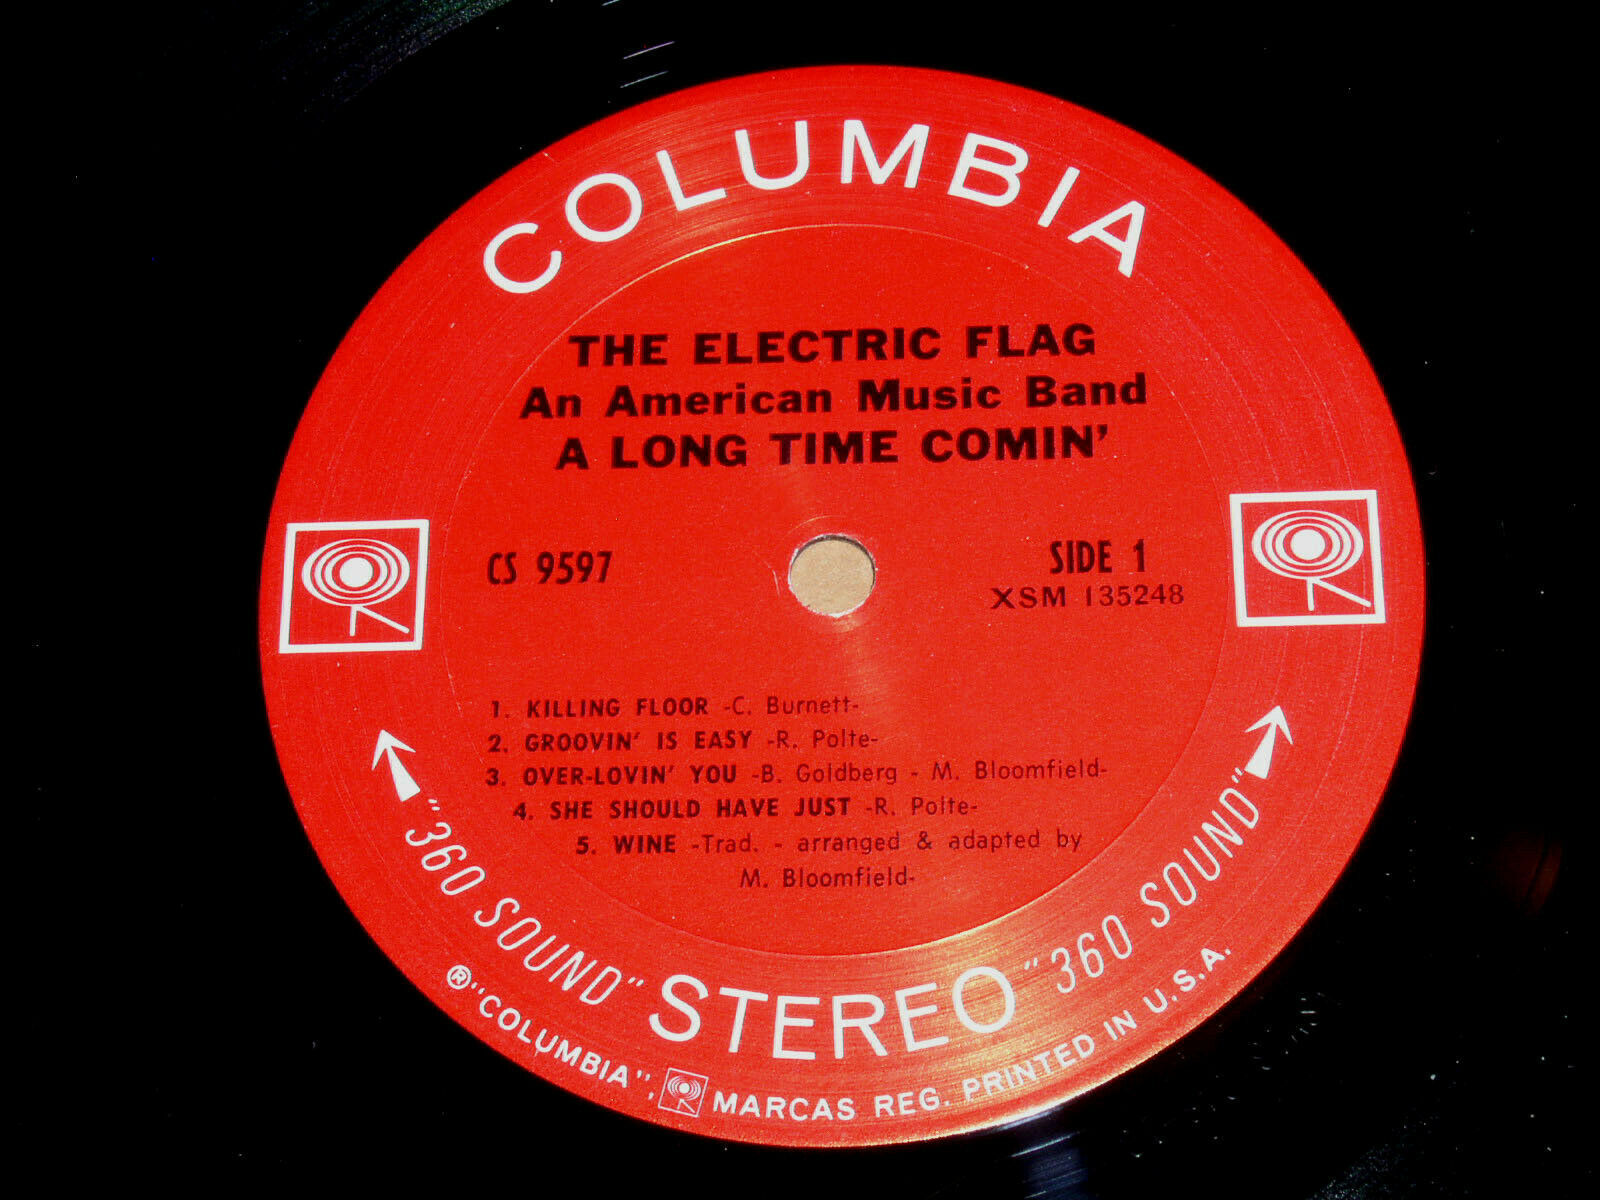 COLUMBIA
THE ELECTRIC FLAG
An American Music Band
A LONG TIME COMIN'
CS 9597
SIDE 1
XSM 135248
1. KILLING FLOOR -C. Burnett-
2. GROOVIN' IS EASY -R. Polte-
3. OVER-LOVIN' YOU -B. Goldberg - M. Bloomfield-
4. SHE SHOULD HAVE JUST -R. Polte-
5. WINE -Trad. - arranged & adapted by
M. Bloomfield-
"360 SOUND" STEREO "360 SOUND"
® "COLUMBIA", MARCAS REG. PRINTED IN U.S.A.